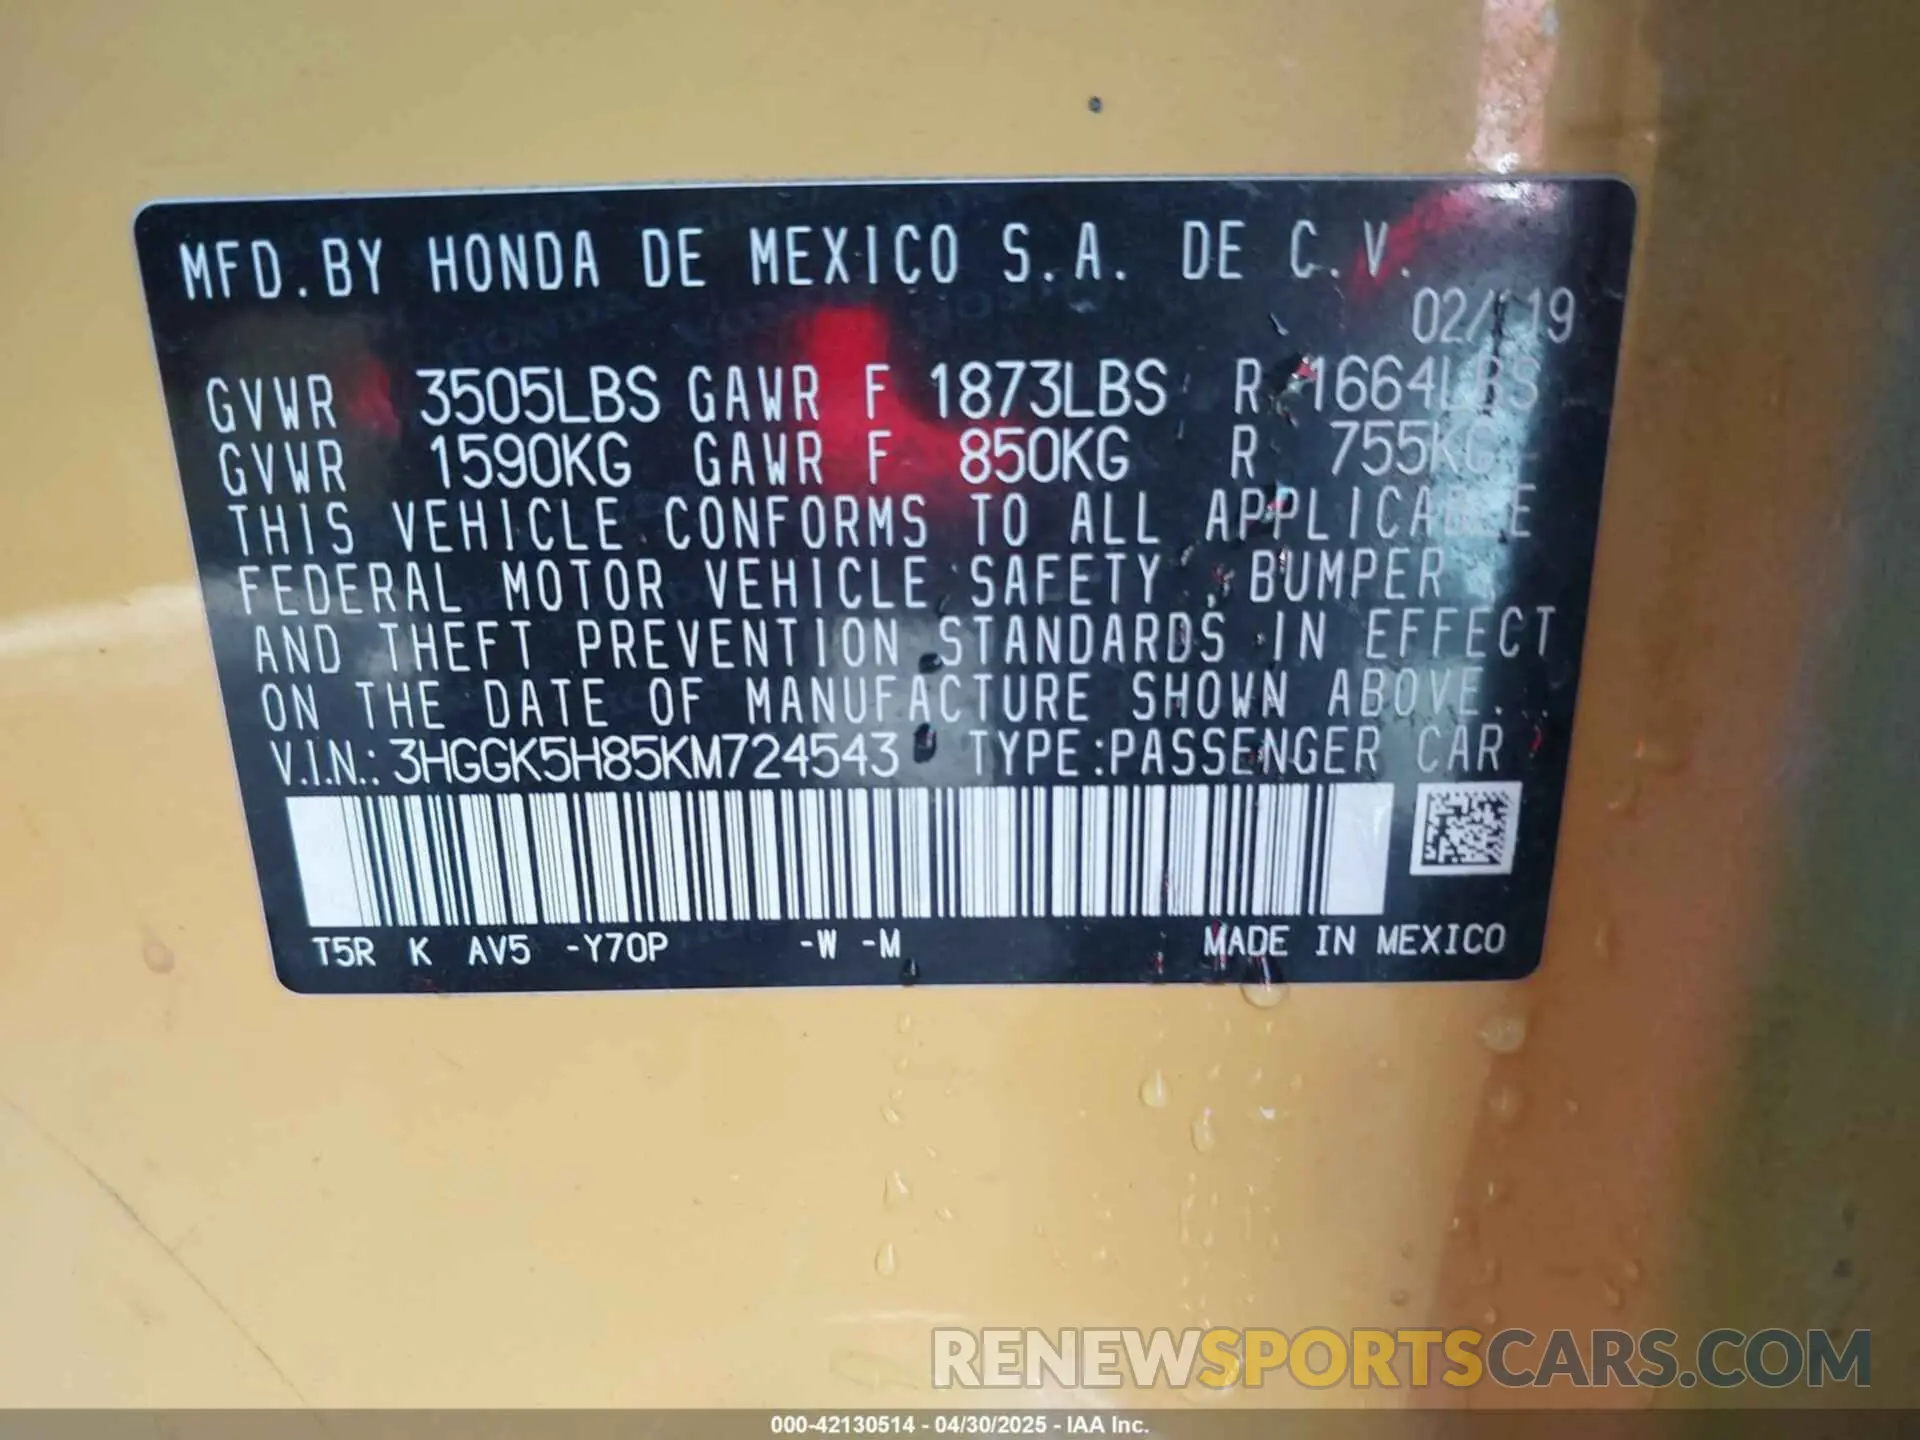 MFD. BY HONDA DE MEXICO S.A. DE C.V.
02/19
GVWR 3505LBS GAWR F 1873LBS R 1664LBS
GVWR 1590KG GAWR F 850KG R 755KG
THIS VEHICLE CONFORMS TO ALL APPLICABLE
FEDERAL MOTOR VEHICLE SAFETY , BUMPER
AND THEFT PREVENTION STANDARDS IN EFFECT
ON THE DATE OF MANUFACTURE SHOWN ABOVE.
V.I.N.: 3HGGK5H85KM724543 TYPE:PASSENGER CAR
T5R K AV5 -Y70P -W -M MADE IN MEXICO
RENEWSPORTSCARS.COM
000-42130514 - 04/30/2025 - IAA Inc.